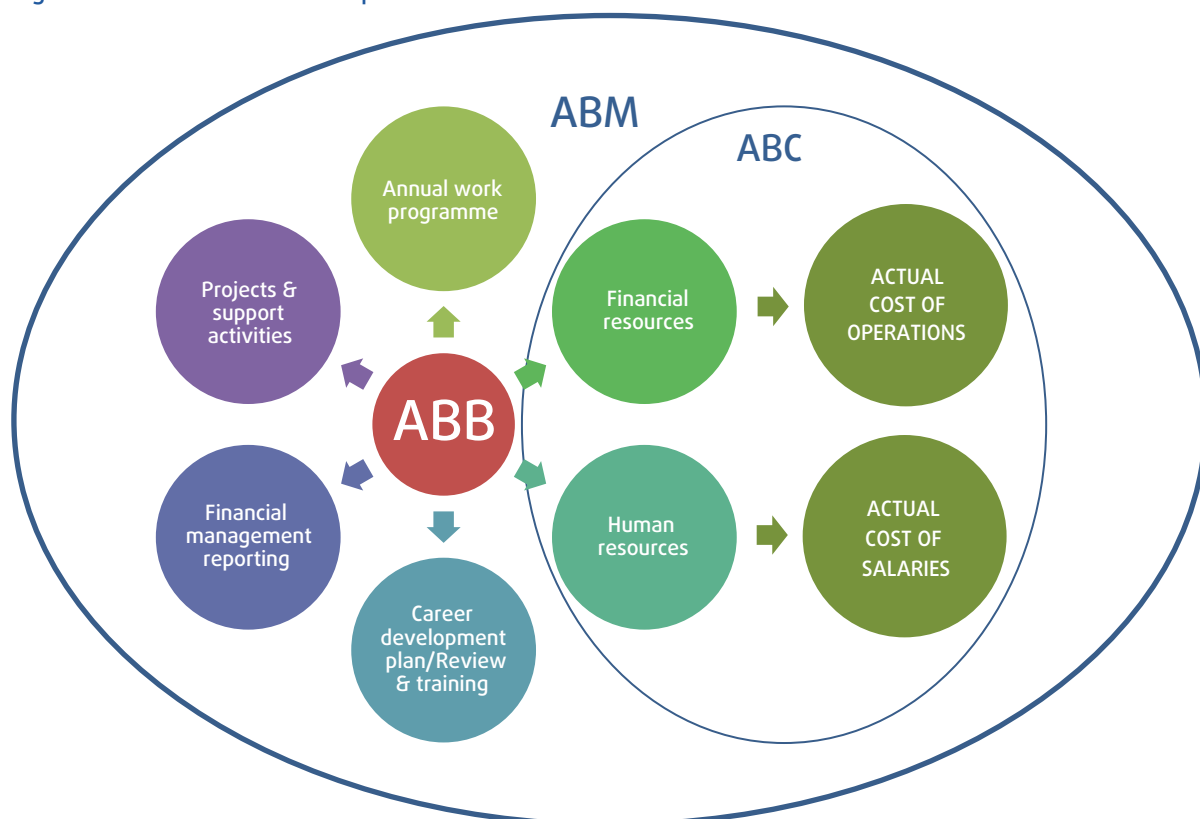 ABM
ABC
Annual work
programme
Projects &
support
activities
Financial
resources
ACTUAL
COST OF
OPERATIONS
ABB
Financial
management
reporting
Human
resources
ACTUAL
COST OF
SALARIES
Career
development
plan/Review
& training